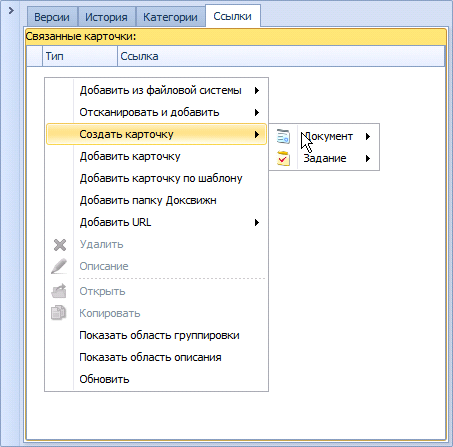 Версии История Категории Ссылки
Связанные карточки:
Тип Ссылка
Добавить из файловой системы
Отсканировать и добавить
Создать карточку
Документ
Добавить карточку
Задание
Добавить карточку по шаблону
Добавить папку Доксвижн
Добавить URL
Удалить
Описание
Открыть
Копировать
Показать область группировки
Показать область описания
Обновить